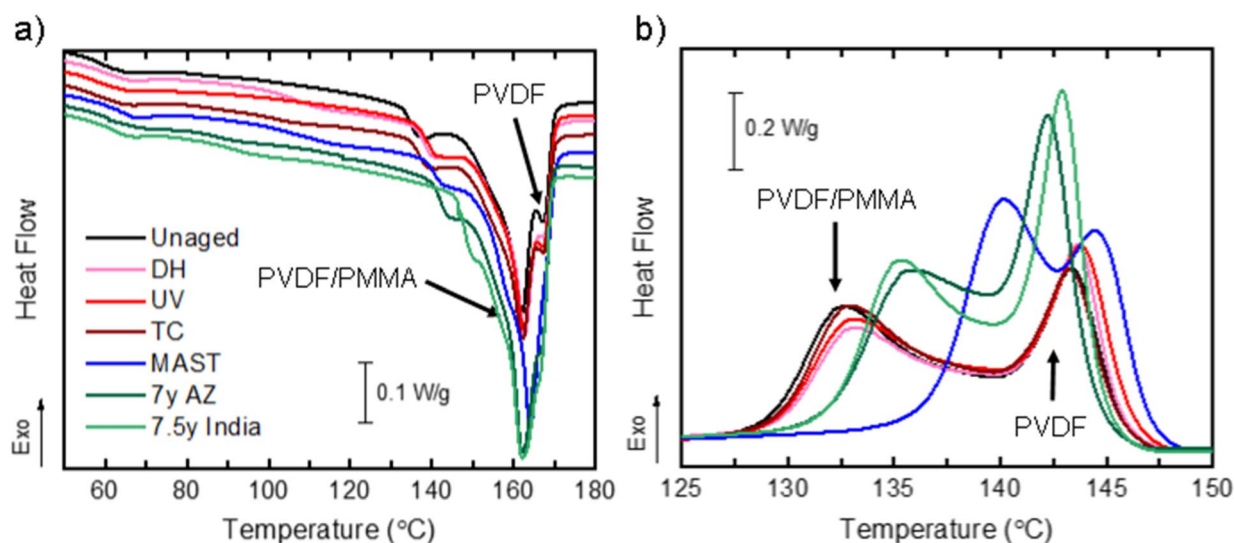 a)
PVDF
PVDF/PMMA
Unaged
DH
UV
TC
MAST
7y AZ
7.5y India
0.1 W/g
Heat Flow
Exo
60 80 100 120 140 160 180
Temperature (°C)
b)
0.2 W/g
PVDF/PMMA
PVDF
Heat Flow
Exo
125 130 135 140 145 150
Temperature (°C)